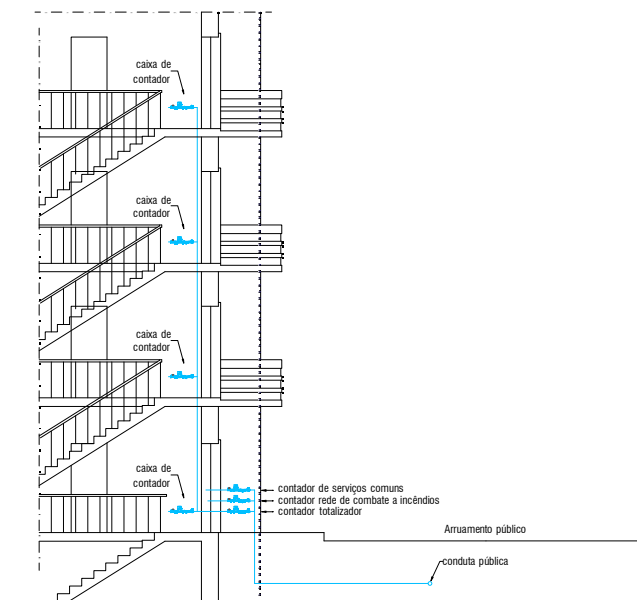 caixa de
contador
caixa de
contador
caixa de
contador
caixa de
contador
contador de serviços comuns
contador rede de combate a incêndios
contador totalizador
Arruamento público
conduta pública